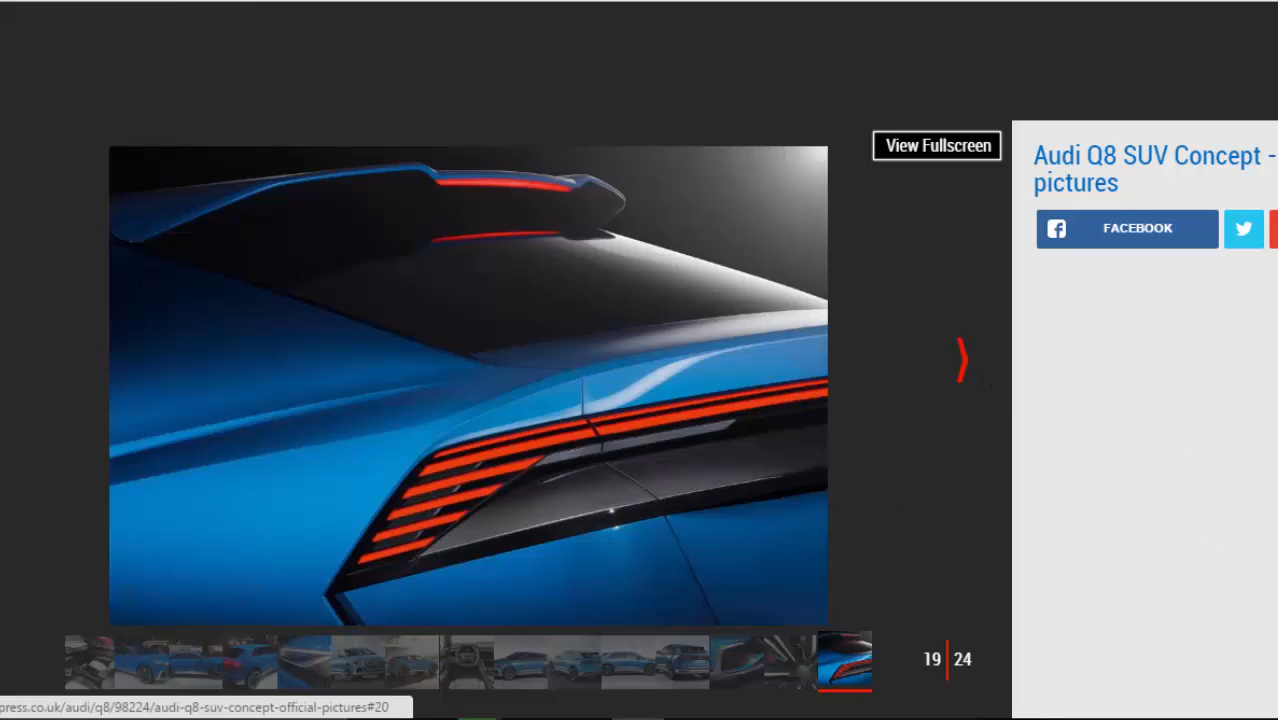 View Fullscreen
Audi Q8 SUV Concept -
pictures
FACEBOOK
19 24
press.co.uk/audi/q8/98224/audi-q8-suv-concept-official-pictures#20